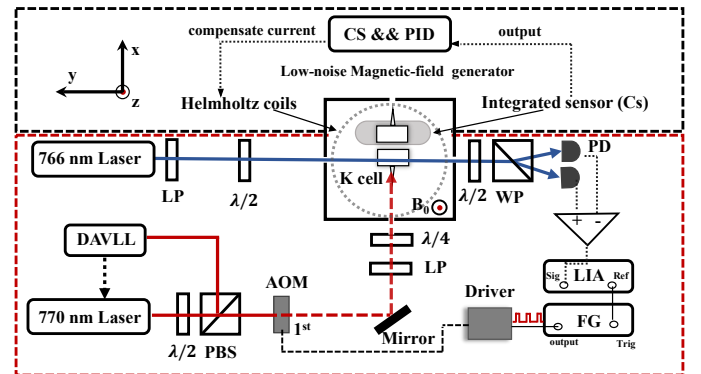 x
y
z
compensate current
CS && PID
output
Low-noise Magnetic-field generator
Helmholtz coils
Integrated sensor (Cs)
766 nm Laser
LP
λ/2
K cell
B₀
λ/2
WP
PD
+ -
λ/4
LP
DAVLL
770 nm Laser
λ/2
PBS
AOM
1st
Mirror
Driver
Sig
LIA
Ref
FG
output
Trig